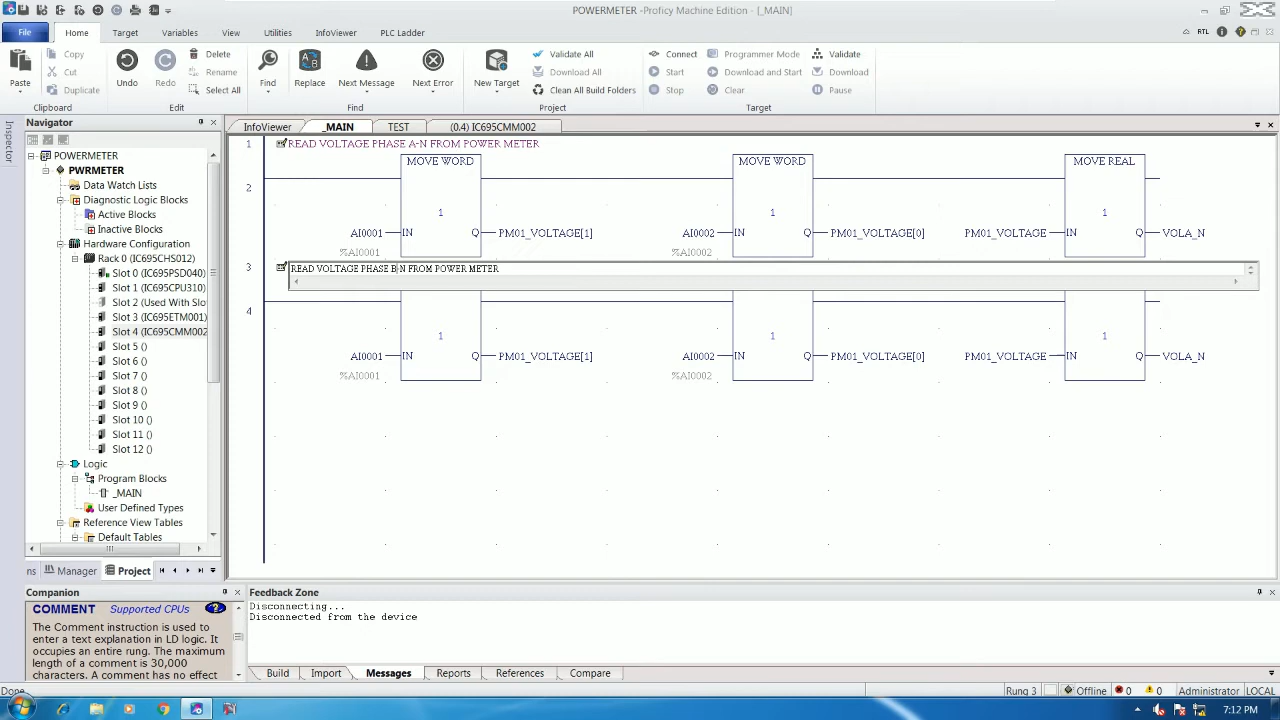 POWERMETER -Proficy Machine Edition - [_MAIN]
File Home Target Variables View Utilities InfoViewer PLC Ladder RTL
Paste Copy Cut Duplicate Undo Redo Delete Rename Select All Find Replace Next Message Next Error New Target Validate All Download All Clean All Build Folders Connect Start Stop Programmer Mode Download and Start Clear Validate Download Pause
Clipboard Edit Find Project Target
Inspector
Navigator
POWERMETER
PWRMETER
Data Watch Lists
Diagnostic Logic Blocks
Active Blocks
Inactive Blocks
Hardware Configuration
Rack 0 (IC695CHS012)
Slot 0 (IC695PSD040)
Slot 1 (IC695CPU310)
Slot 2 (Used With Slo
Slot 3 (IC695ETM001)
Slot 4 (IC695CMM002
Slot 5 ()
Slot 6 ()
Slot 7 ()
Slot 8 ()
Slot 9 ()
Slot 10 ()
Slot 11 ()
Slot 12 ()
Logic
Program Blocks
_MAIN
User Defined Types
Reference View Tables
Default Tables
ns Manager Project
InfoViewer _MAIN TEST (0.4) IC695CMM002
1 READ VOLTAGE PHASE A-N FROM POWER METER
MOVE WORD MOVE WORD MOVE REAL
2
1 1 1
AI0001 IN Q PM01_VOLTAGE[1] AI0002 IN Q PM01_VOLTAGE[0] PM01_VOLTAGE IN Q VOLA_N
%AI0001 %AI0002
3 READ VOLTAGE PHASE BN FROM POWER METER
4
1 1 1
AI0001 IN Q PM01_VOLTAGE[1] AI0002 IN Q PM01_VOLTAGE[0] PM01_VOLTAGE IN Q VOLA_N
%AI0001 %AI0002
Companion
COMMENT Supported CPUs
The Comment instruction is used to
enter a text explanation in LD logic. It
occupies an entire rung. The maximum
length of a comment is 30,000
characters. A comment has no effect
Feedback Zone
Disconnecting...
Disconnected from the device
Build Import Messages Reports References Compare
Done Rung 3 Offline 0 0 Administrator LOCAL
7:12 PM